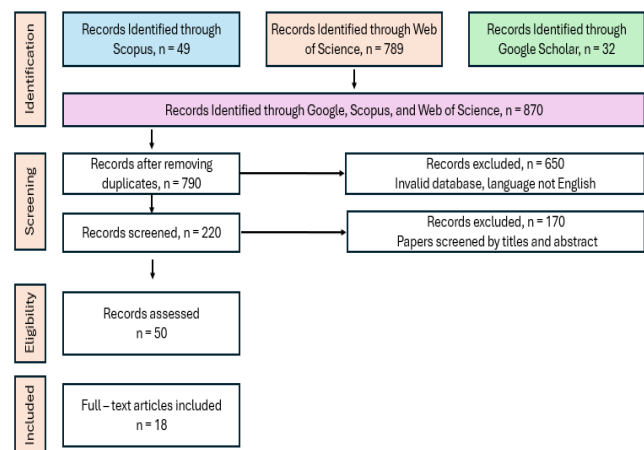 Identification
Records Identified through
Scopus, n = 49
Records Identified through Web
of Science, n = 789
Records Identified through
Google Scholar, n = 32
Records Identified through Google, Scopus, and Web of Science, n = 870
Screening
Records after removing
duplicates, n = 790
Records excluded, n = 650
Invalid database, language not English
Records screened, n = 220
Records excluded, n = 170
Papers screened by titles and abstract
Eligibility
Records assessed
n = 50
Included
Full – text articles included
n = 18